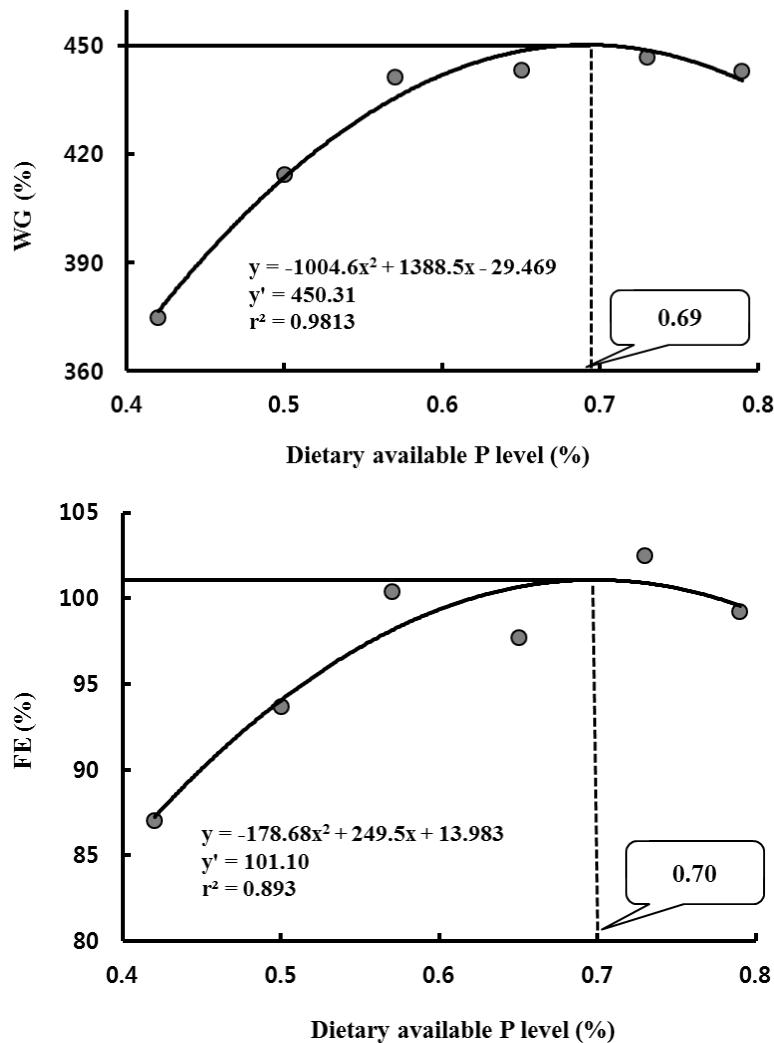 450
420
390
360
WG (%)
y = -1004.6x² + 1388.5x - 29.469
y' = 450.31
r² = 0.9813
0.69
0.4 0.5 0.6 0.7 0.8
Dietary available P level (%)
105
100
95
90
85
80
FE (%)
y = -178.68x² + 249.5x + 13.983
y' = 101.10
r² = 0.893
0.70
0.4 0.5 0.6 0.7 0.8
Dietary available P level (%)